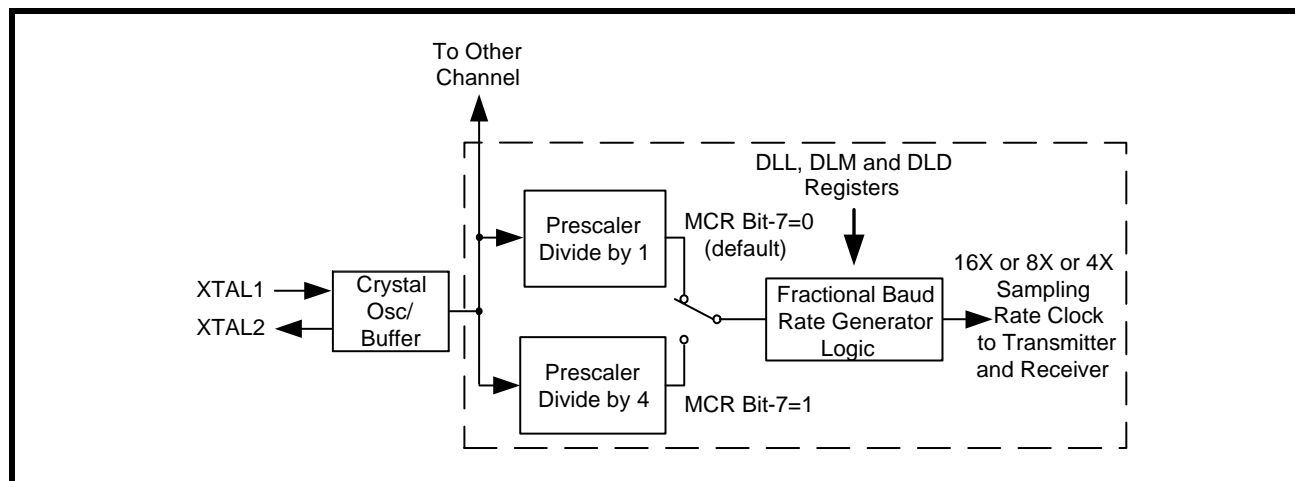 To Other
Channel
DLL, DLM and DLD
Registers
Prescaler
Divide by 1
MCR Bit-7=0
(default)
16X or 8X or 4X
Sampling
Rate Clock
to Transmitter
and Receiver
XTAL1
XTAL2
Crystal
Osc/
Buffer
Fractional Baud
Rate Generator
Logic
Prescaler
Divide by 4
MCR Bit-7=1